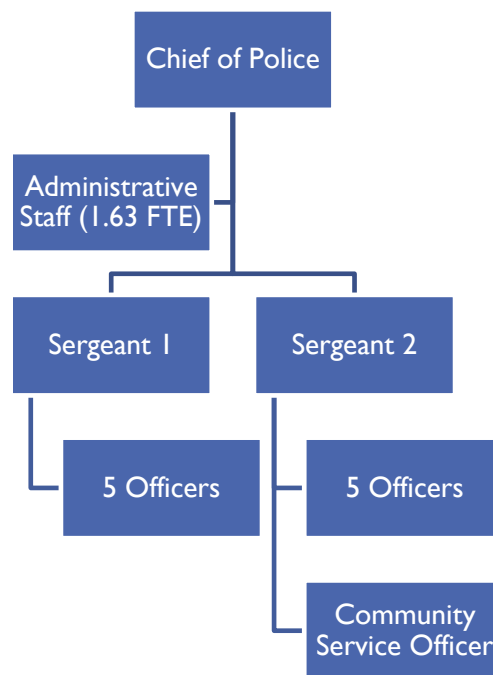 Chief of Police
Administrative
Staff (1.63 FTE)
Sergeant 1
Sergeant 2
5 Officers
5 Officers
Community
Service Officer